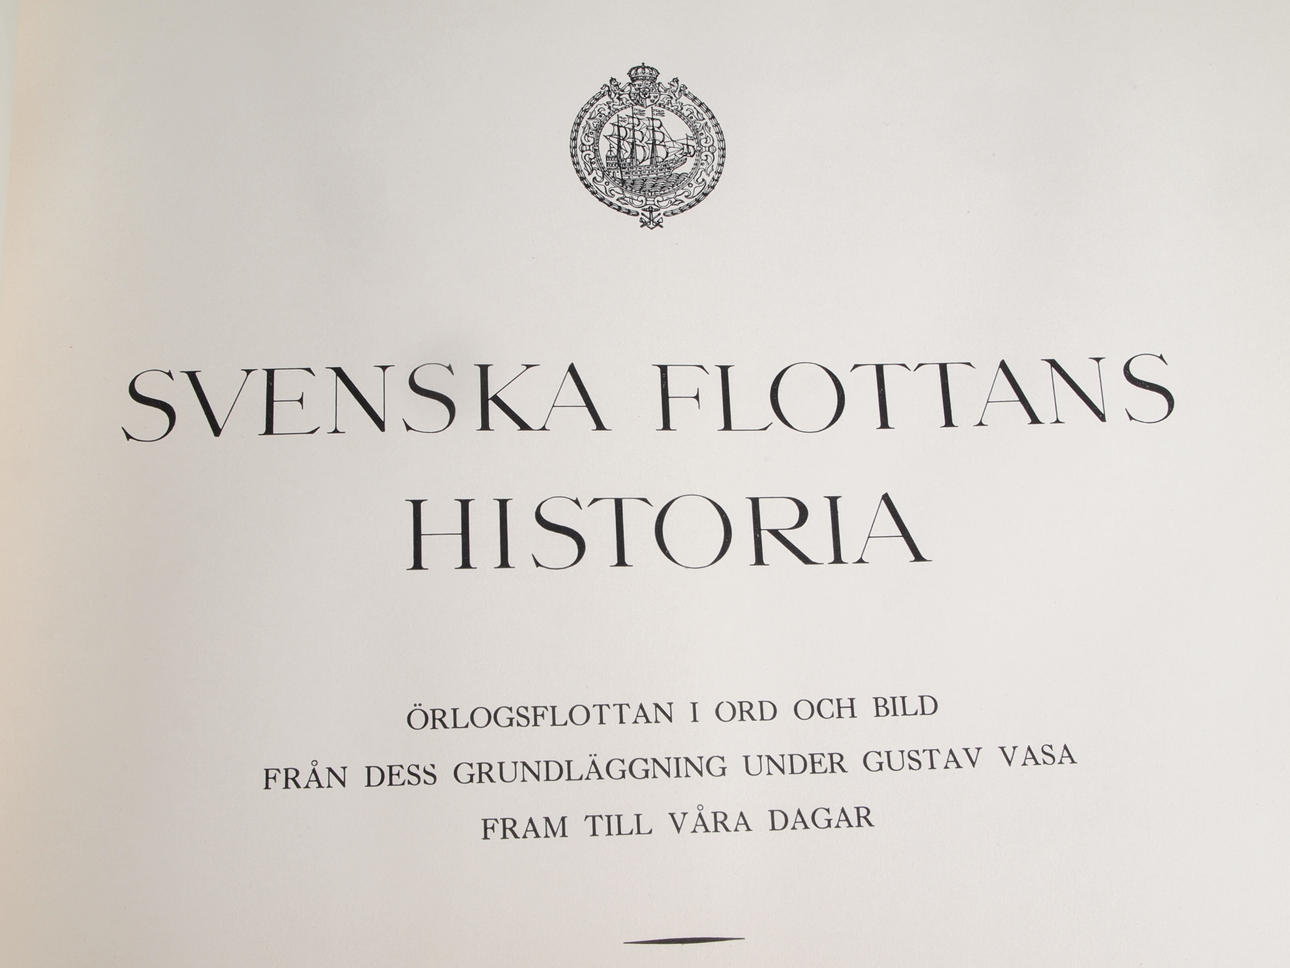 SVENSKA FLOTTANS
HISTORIA
ÖRLOGSFLOTTAN I ORD OCH BILD
FRÅN DESS GRUNDLÄGGNING UNDER GUSTAV VASA
FRAM TILL VÅRA DAGAR